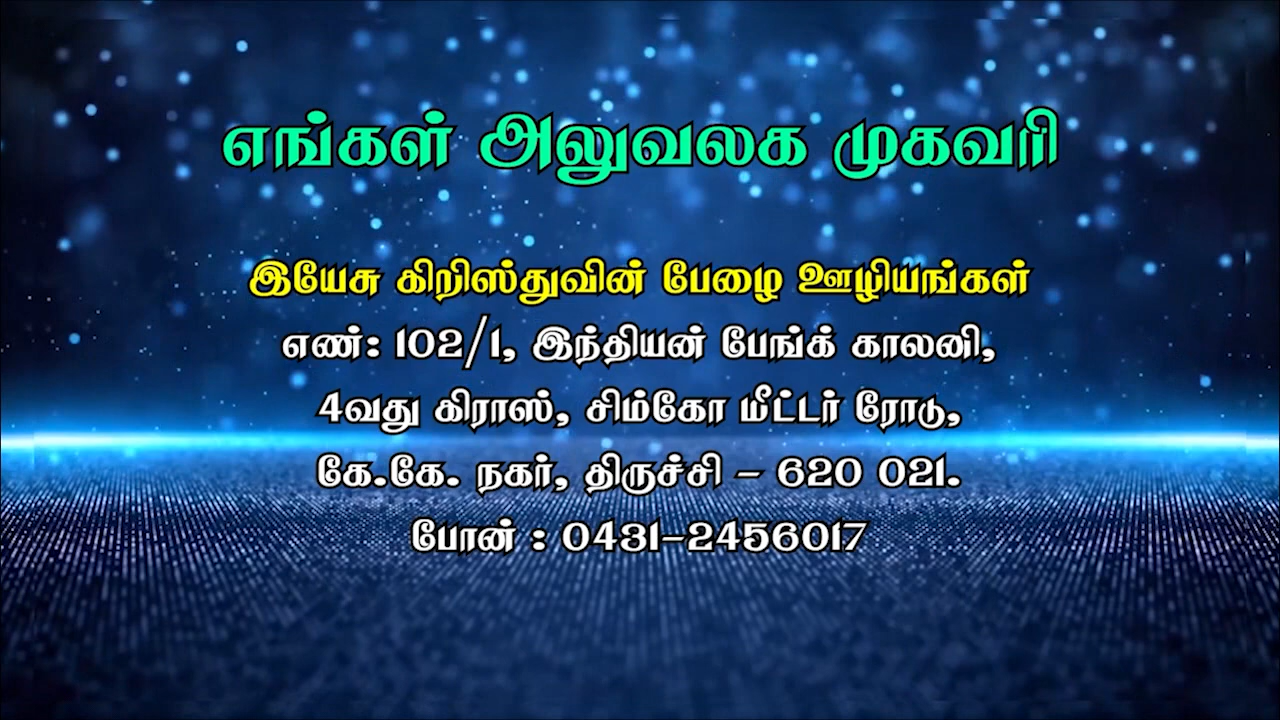 எங்கள் அலுவலக முகவரி
இயேசு கிறிஸ்துவின் பேழை ஊழியங்கள்
எண்: 102/1, இந்தியன் பேங்க் காலனி,
4வது கிராஸ், சிம்கோ மீட்டர் ரோடு,
கே.கே. நகர், திருச்சி - 620 021.
போன் : 0431-2456017